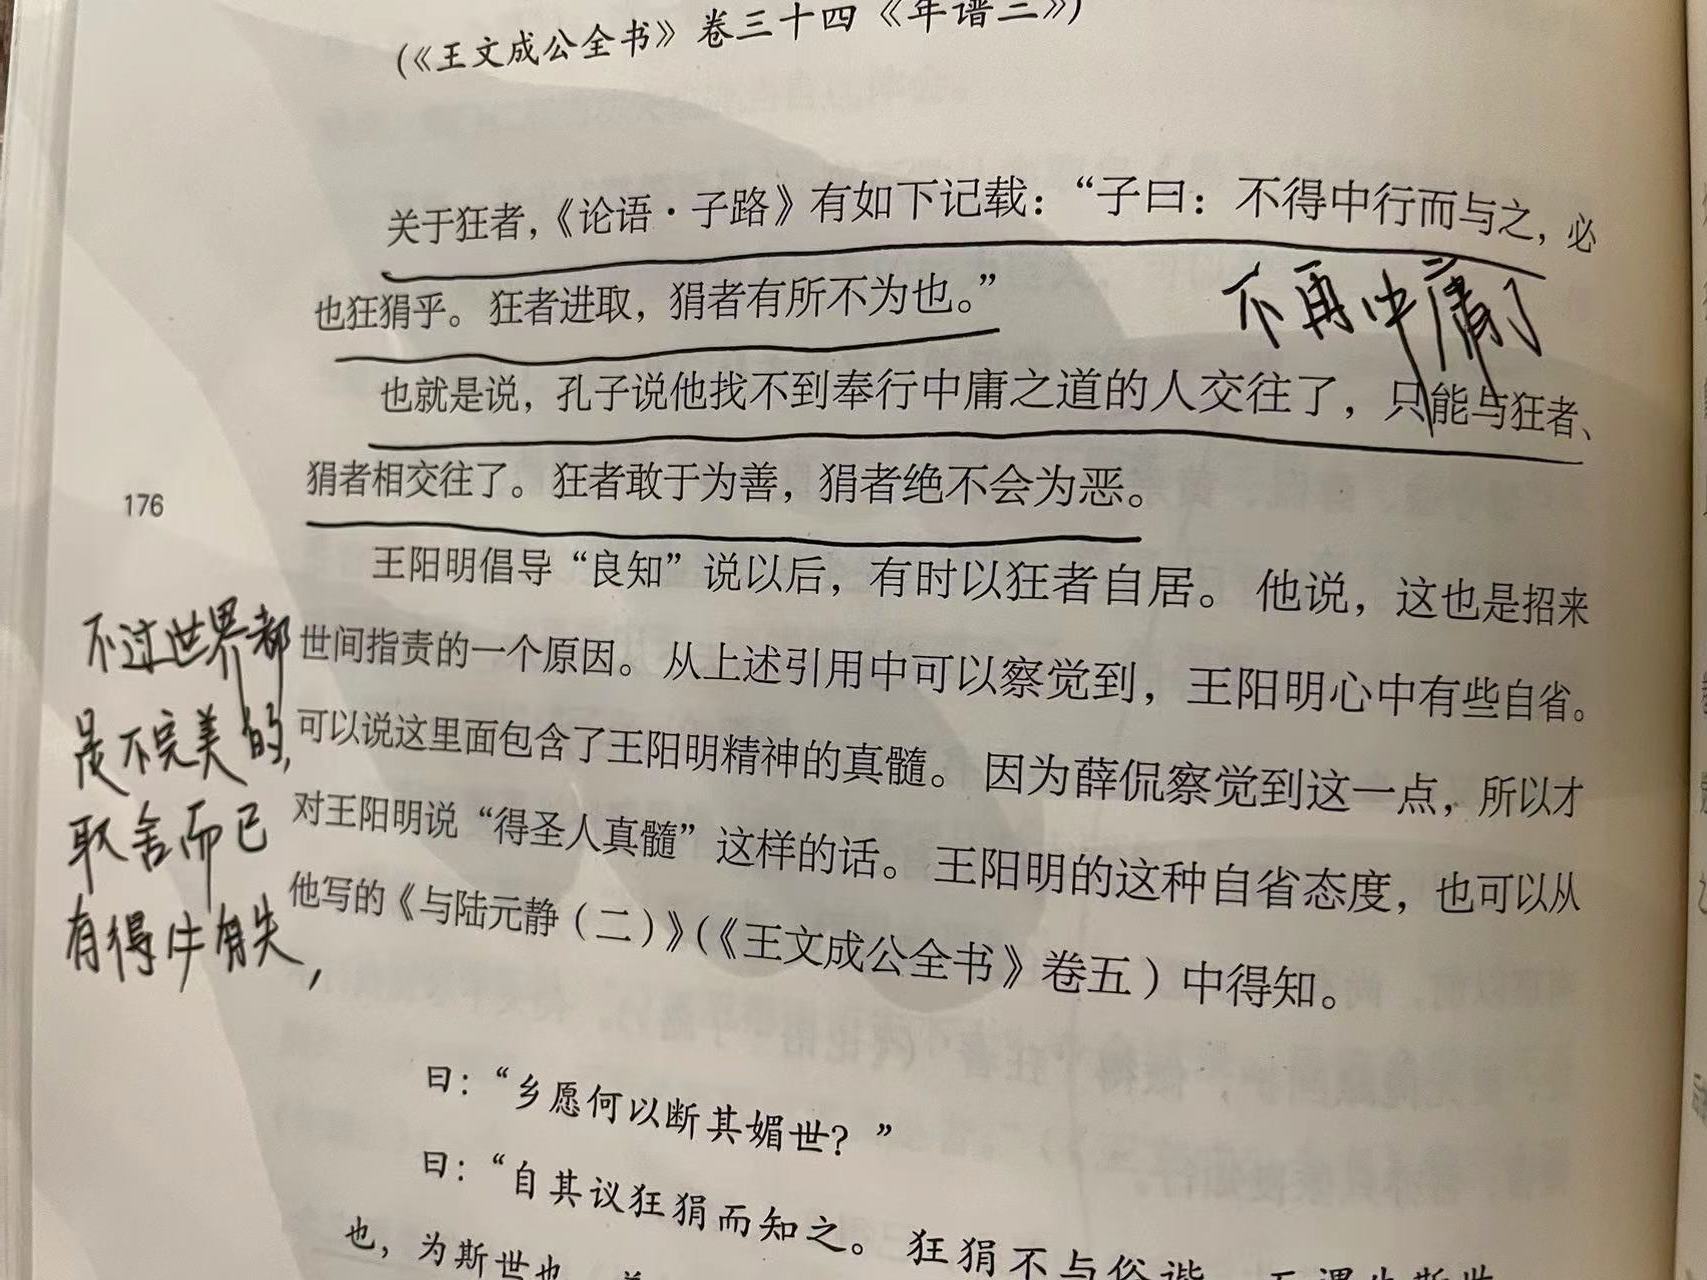 (《王文成公全书》卷三十四《年谱三》)
关于狂者，《论语·子路》有如下记载：“子曰：不得中行而与之，必
也狂狷乎。狂者进取，狷者有所不为也。”
不再中庸了
也就是说，孔子说他找不到奉行中庸之道的人交往了，只能与狂者、
狷者相交往了。狂者敢于为善，狷者绝不会为恶。
176
王阳明倡导“良知”说以后，有时以狂者自居。他说，这也是招来
世间指责的一个原因。从上述引用中可以察觉到，王阳明心中有些自省。
可以说这里面包含了王阳明精神的真髓。因为薛侃察觉到这一点，所以才
对王阳明说“得圣人真髓”这样的话。王阳明的这种自省态度，也可以从
他写的《与陆元静（二）》(《王文成公全书》卷五）中得知。
不过世界都
是不完美的，
取舍而已
有得必有失，
曰：“乡愿何以断其媚世？”
曰：“自其议狂狷而知之。狂狷不与俗谐，
也，为斯世也